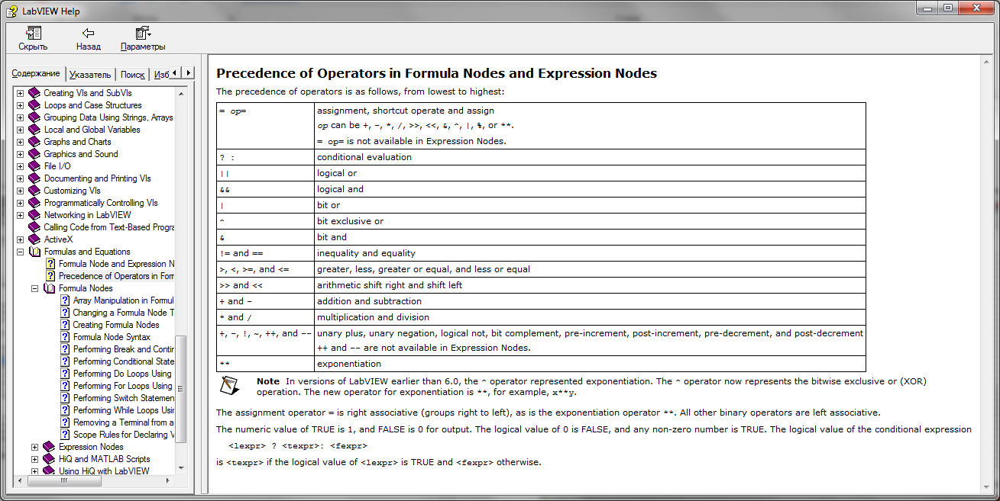 LabVIEW Help
Скрыть
Назад
Параметры
Содержание
Указатель
Поиск
Изб
Creating VIs and SubVIs
Loops and Case Structures
Grouping Data Using Strings, Arrays
Local and Global Variables
Graphs and Charts
Graphics and Sound
File I/O
Documenting and Printing VIs
Customizing VIs
Programmatically Controlling VIs
Networking in LabVIEW
Calling Code from Text-Based Progra
ActiveX
Formulas and Equations
Formula Node and Expression N
Precedence of Operators in Form
Formula Nodes
Array Manipulation in Formul
Changing a Formula Node T
Creating Formula Nodes
Formula Node Syntax
Performing Break and Contin
Performing Conditional State
Performing Do Loops Using
Performing For Loops Using
Performing Switch Statemen
Performing While Loops Usin
Removing a Terminal from a
Scope Rules for Declaring V
Expression Nodes
HiQ and MATLAB Scripts
Using HiQ with LabVIEW
Precedence of Operators in Formula Nodes and Expression Nodes
The precedence of operators is as follows, from lowest to highest:
= op= assignment, shortcut operate and assign
op can be +, -, *, /, >>, <<, &, ^, |, %, or **.
= op= is not available in Expression Nodes.
? : conditional evaluation
|| logical or
&& logical and
| bit or
^ bit exclusive or
& bit and
!= and == inequality and equality
>, <, >=, and <= greater, less, greater or equal, and less or equal
>> and << arithmetic shift right and shift left
+ and - addition and subtraction
* and / multiplication and division
+, -, !, ~, ++, and -- unary plus, unary negation, logical not, bit complement, pre-increment, post-increment, pre-decrement, and post-decrement
++ and -- are not available in Expression Nodes.
** exponentiation
Note In versions of LabVIEW earlier than 6.0, the ^ operator represented exponentiation. The ^ operator now represents the bitwise exclusive or (XOR)
operation. The new operator for exponentiation is **, for example, x**y.
The assignment operator = is right associative (groups right to left), as is the exponentiation operator **. All other binary operators are left associative.
The numeric value of TRUE is 1, and FALSE is 0 for output. The logical value of 0 is FALSE, and any non-zero number is TRUE. The logical value of the conditional expression
<lexpr> ? <texpr>: <fexpr>
is <texpr> if the logical value of <lexpr> is TRUE and <fexpr> otherwise.